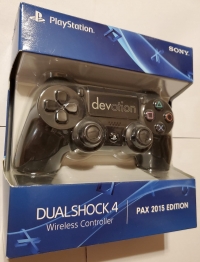 PlayStation.
SONY
devotion
DUALSHOCK.4
Wireless Controller
PAX 2015 EDITION